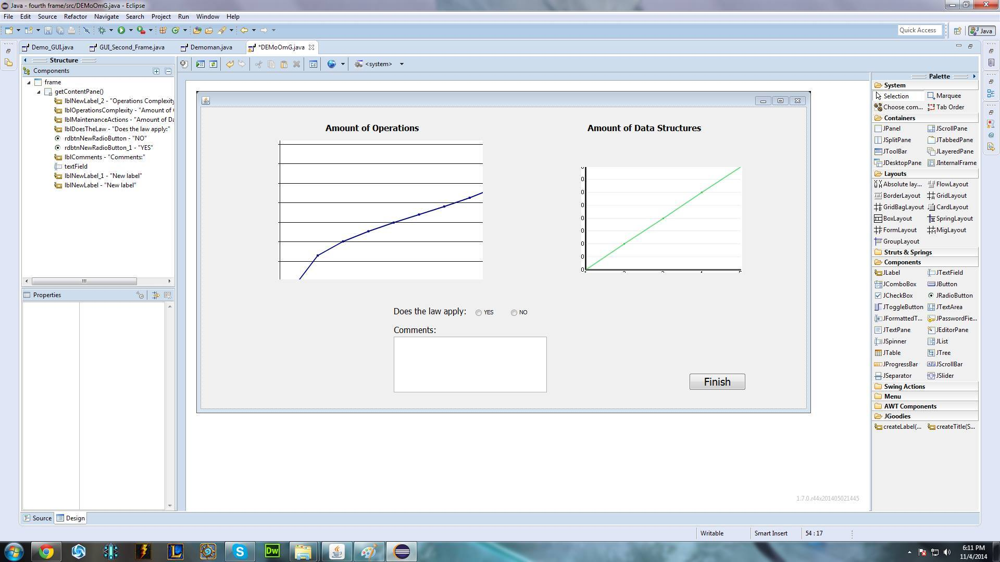 Java - fourth frame/src/DEMoOmG.java - Eclipse
File Edit Source Refactor Navigate Search Project Run Window Help
Quick Access
Java
Demo_GUI.java GUI_Second_Frame.java Demoman.java *DEMoOmG.java
Structure
<system>
Components
frame
getContentPane()
lblNewLabel_2 - "Operations Complexity
lblOperationsComplexity - "Amount of
lblMaintenanceActions - "Amount of Da
lblDoesTheLaw - "Does the law apply:"
rdbtnNewRadioButton - "NO"
rdbtnNewRadioButton_1 - "YES"
lblComments - "Comments:"
textField
lblNewLabel_1 - "New label"
lblNewLabel - "New label"
Properties
Amount of Operations
Amount of Data Structures
0
0
0
0
0
0
0
0
Does the law apply: YES NO
Comments:
Finish
1.7.0.r44x201405021445
Palette
System
Selection Marquee
Choose com... Tab Order
Containers
JPanel JScrollPane
JSplitPane JTabbedPane
JToolBar JLayeredPane
JDesktopPane JInternalFrame
Layouts
Absolute lay... FlowLayout
BorderLayout GridLayout
GridBagLayout CardLayout
BoxLayout SpringLayout
FormLayout MigLayout
GroupLayout
Struts & Springs
Components
JLabel JTextField
JComboBox JButton
JCheckBox JRadioButton
JToggleButton JTextArea
JFormattedT... JPasswordFie...
JTextPane JEditorPane
JSpinner JList
JTable JTree
JProgressBar JScrollBar
JSeparator JSlider
Swing Actions
Menu
AWT Components
JGoodies
createLabel(... createTitle(S...
Source Design
Writable Smart Insert 54 : 17
S
Dw
6:11 PM
11/4/2014